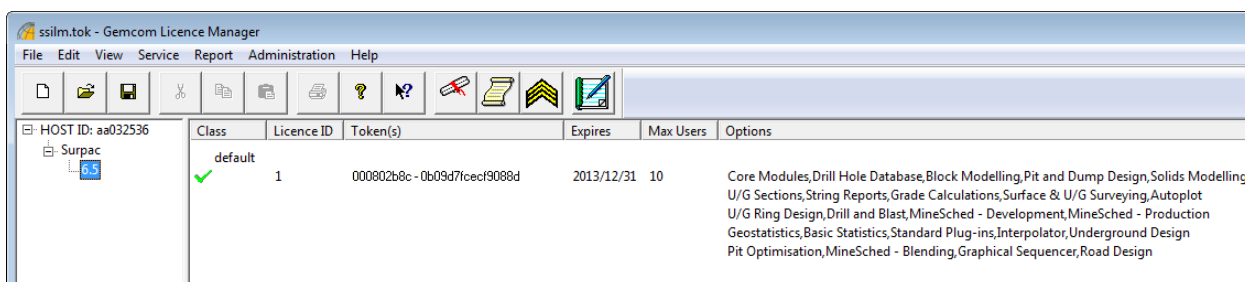 ssilm.tok - Gemcom Licence Manager
File Edit View Service Report Administration Help
HOST ID: aa032536
Surpac
6.5
Class Licence ID Token(s) Expires Max Users Options
default
1 000802b8c - 0b09d7fcecf9088d 2013/12/31 10 Core Modules,Drill Hole Database,Block Modelling,Pit and Dump Design,Solids Modelling
U/G Sections,String Reports,Grade Calculations,Surface & U/G Surveying,Autoplot
U/G Ring Design,Drill and Blast,MineSched - Development,MineSched - Production
Geostatistics,Basic Statistics,Standard Plug-ins,Interpolator,Underground Design
Pit Optimisation,MineSched - Blending,Graphical Sequencer,Road Design